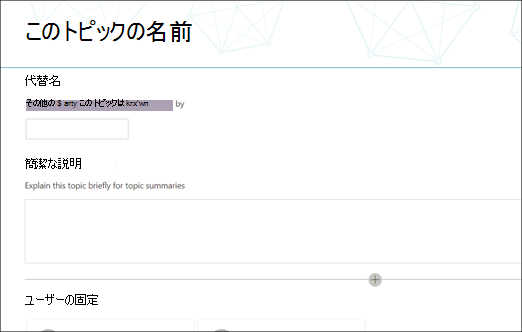 このトピックの名前
代替名
その他の $ arty このトピックは krx'wn by
簡潔な説明
Explain this topic briefly for topic summaries
ユーザーの固定